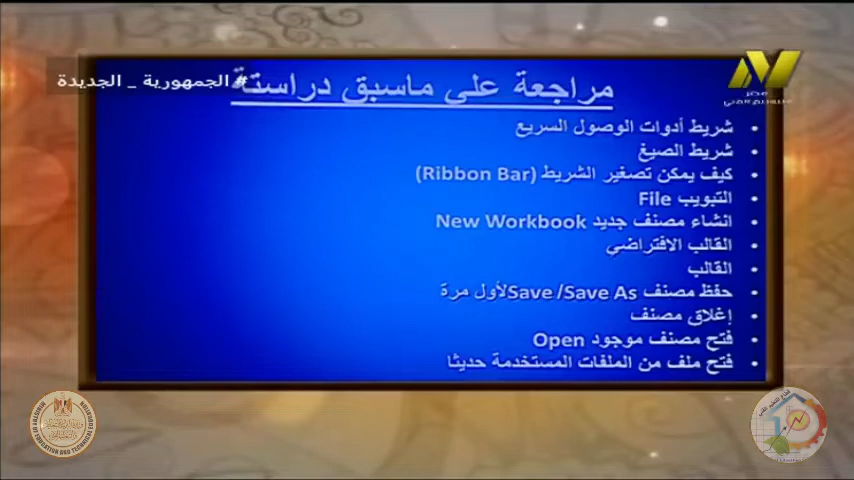 #الجمهورية _ الجديدة
مراجعة على ماسبق دراستة
• شريط أدوات الوصول السريع
• شريط الصيغ
• كيف يمكن تصغير الشريط (Ribbon Bar)
• التبويب File
• انشاء مصنف جديد New Workbook
• القالب الافتراضي
• القالب
• حفظ مصنف Save /Save Asلأول مرة
• إغلاق مصنف
• فتح مصنف موجود Open
• فتح ملف من الملفات المستخدمة حديثا
مصر